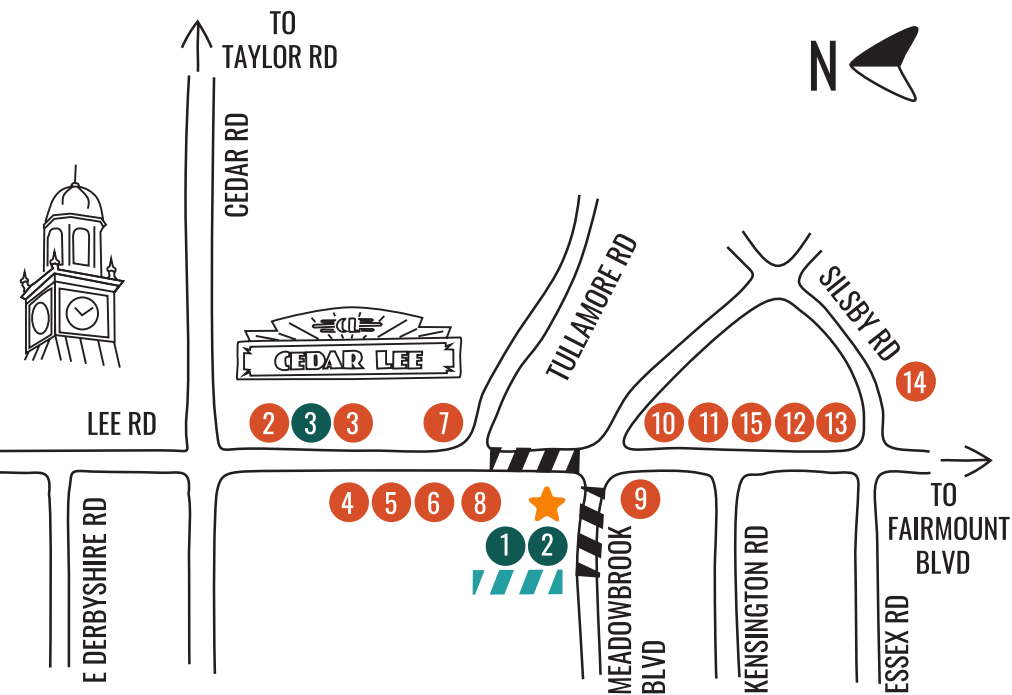 TO
TAYLOR RD
N
CEDAR RD
TULLAMORE RD
SILSBY RD
CL
CEDAR LEE
14
LEE RD
2 3 3 7 10 11 15 12 13
4 5 6 8 9
1 2
TO
FAIRMOUNT
BLVD
E DERBYSHIRE RD
MEADOWBROOK
BLVD
KENSINGTON RD
ESSEX RD